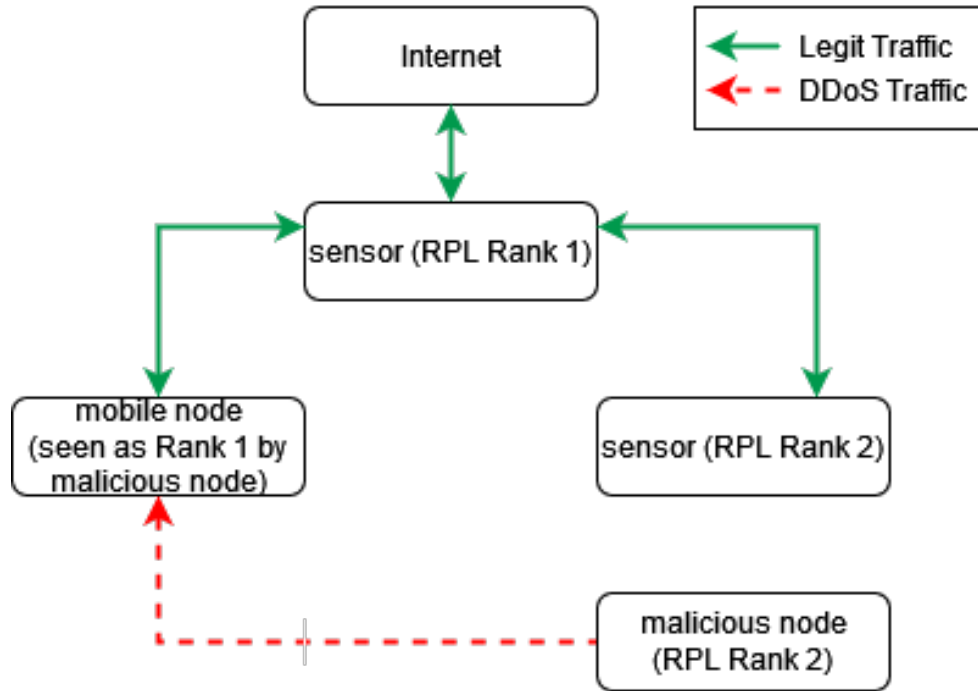 Internet
Legit Traffic
DDoS Traffic
sensor (RPL Rank 1)
mobile node
(seen as Rank 1 by
malicious node)
sensor (RPL Rank 2)
malicious node
(RPL Rank 2)